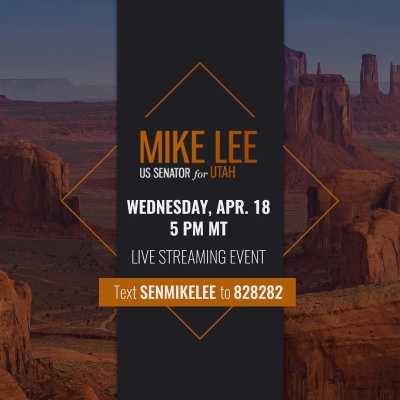 MIKE LEE
US SENATOR for UTAH
WEDNESDAY, APR. 18
5 PM MT
LIVE STREAMING EVENT
Text SENMIKELEE to 828282